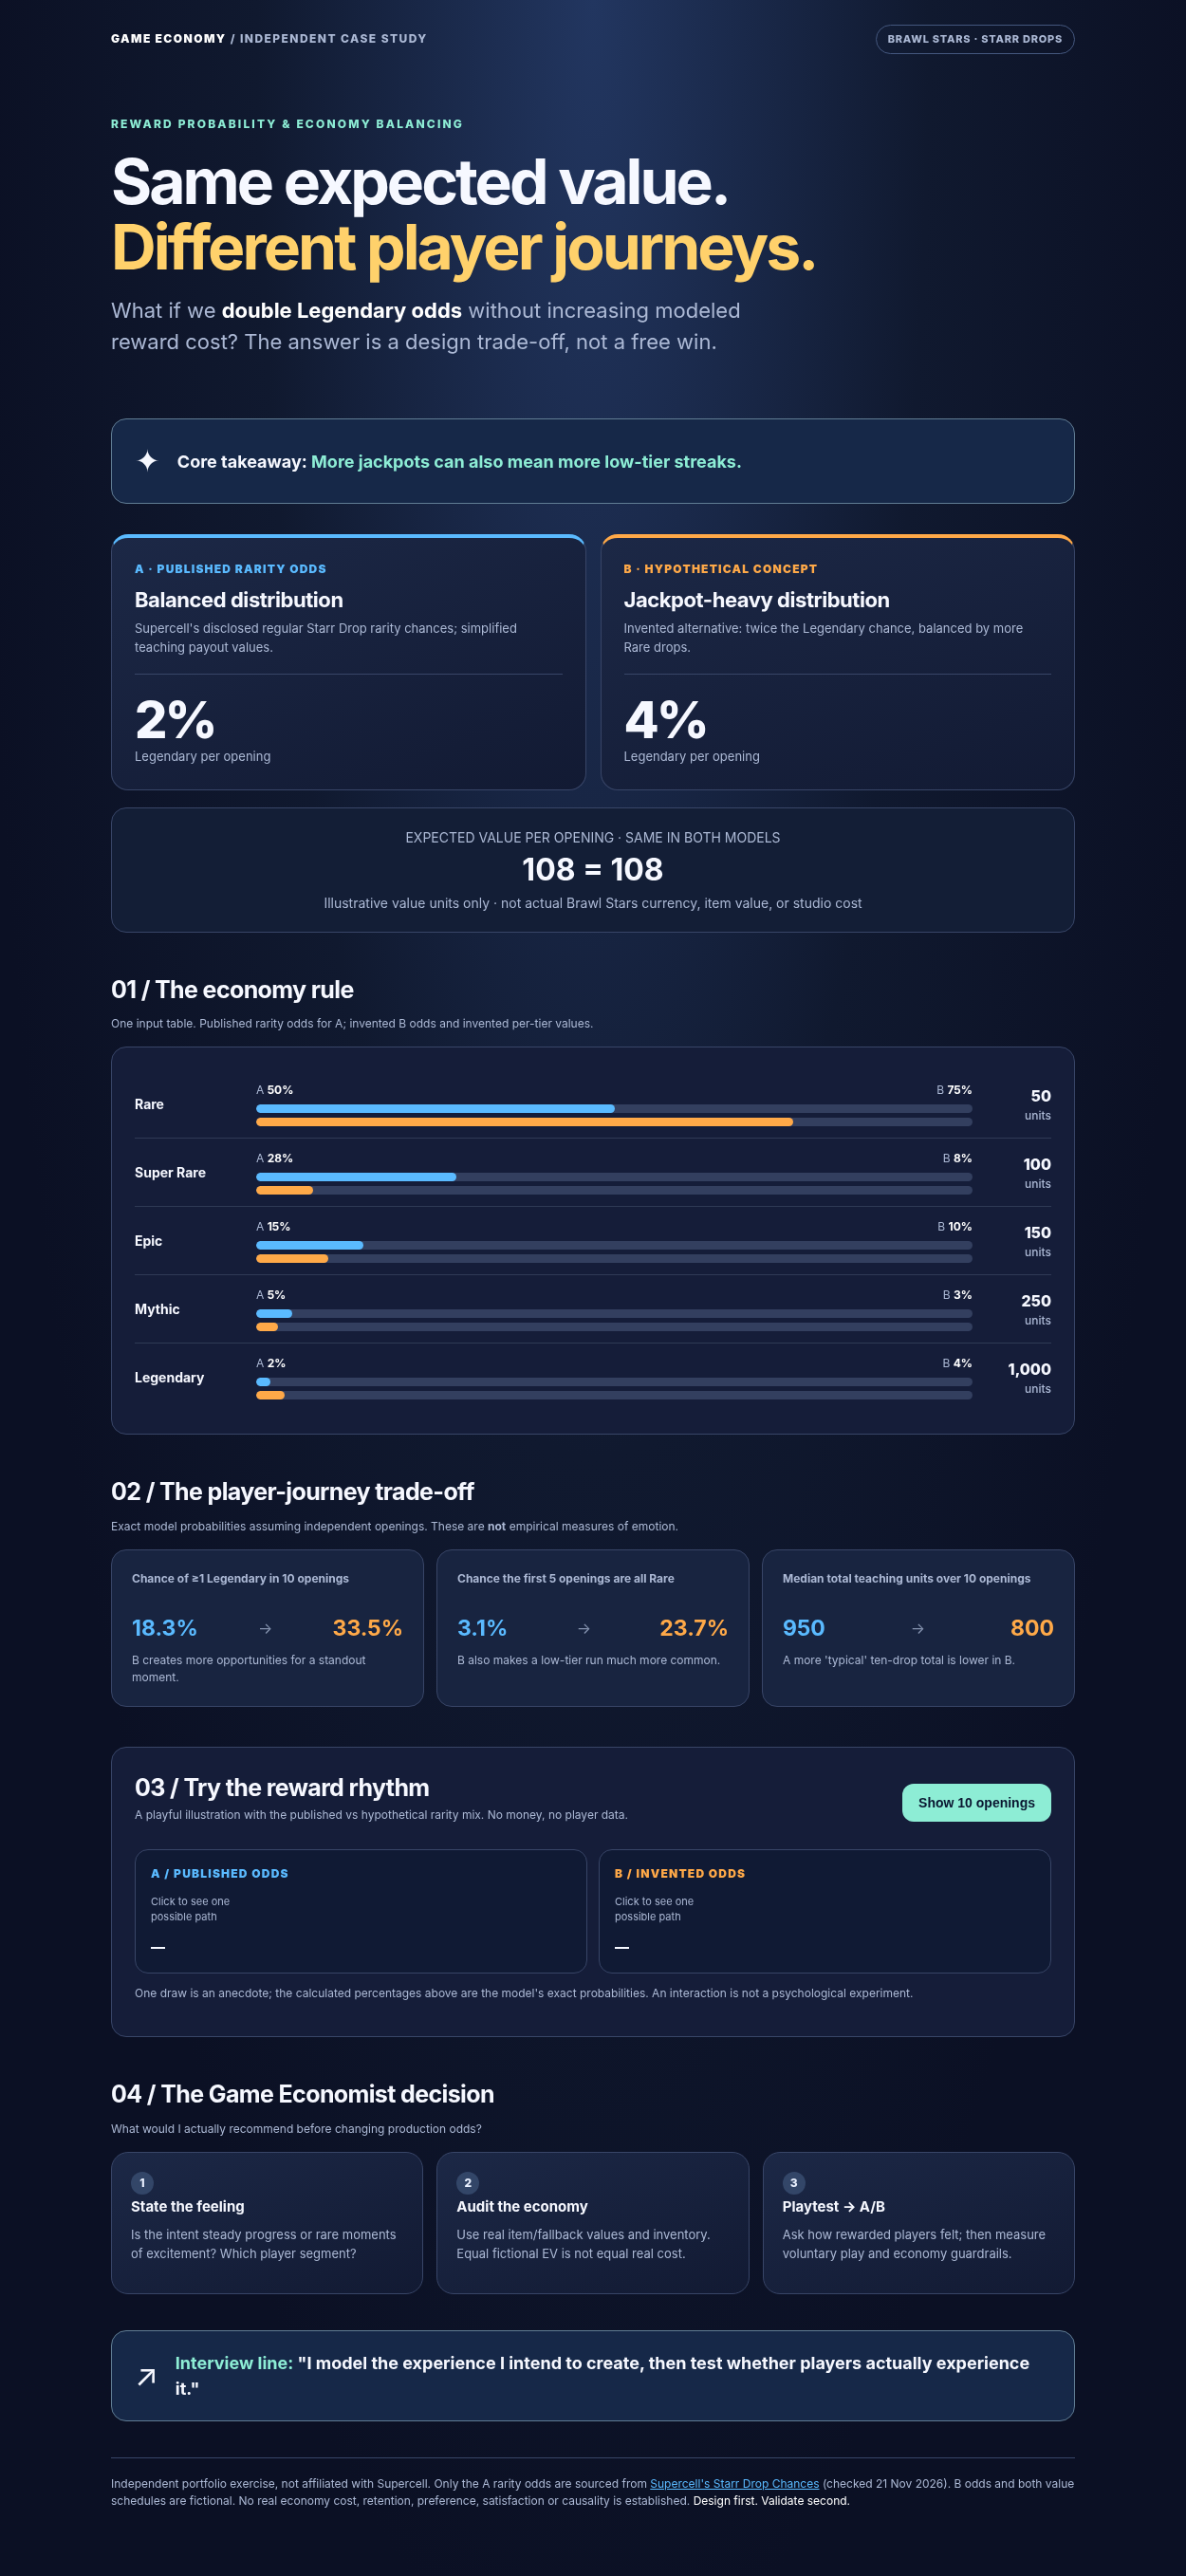 GAME ECONOMY / INDEPENDENT CASE STUDY
BRAWL STARS · STARR DROPS
REWARD PROBABILITY & ECONOMY BALANCING
Same expected value.
Different player journeys.
What if we double Legendary odds without increasing modeled
reward cost? The answer is a design trade-off, not a free win.
✦ Core takeaway: More jackpots can also mean more low-tier streaks.
A · PUBLISHED RARITY ODDS
Balanced distribution
Supercell's disclosed regular Starr Drop rarity chances; simplified
teaching payout values.
2%
Legendary per opening
B · HYPOTHETICAL CONCEPT
Jackpot-heavy distribution
Invented alternative: twice the Legendary chance, balanced by more
Rare drops.
4%
Legendary per opening
EXPECTED VALUE PER OPENING · SAME IN BOTH MODELS
108 = 108
Illustrative value units only · not actual Brawl Stars currency, item value, or studio cost
01 / The economy rule
One input table. Published rarity odds for A; invented B odds and invented per-tier values.
Rare
A 50%
B 75%
50
units
Super Rare
A 28%
B 8%
100
units
Epic
A 15%
B 10%
150
units
Mythic
A 5%
B 3%
250
units
Legendary
A 2%
B 4%
1,000
units
02 / The player-journey trade-off
Exact model probabilities assuming independent openings. These are not empirical measures of emotion.
Chance of ≥1 Legendary in 10 openings
18.3% → 33.5%
B creates more opportunities for a standout
moment.
Chance the first 5 openings are all Rare
3.1% → 23.7%
B also makes a low-tier run much more common.
Median total teaching units over 10 openings
950 → 800
A more 'typical' ten-drop total is lower in B.
03 / Try the reward rhythm
A playful illustration with the published vs hypothetical rarity mix. No money, no player data.
Show 10 openings
A / PUBLISHED ODDS
Click to see one
possible path
—
B / INVENTED ODDS
Click to see one
possible path
—
One draw is an anecdote; the calculated percentages above are the model's exact probabilities. An interaction is not a psychological experiment.
04 / The Game Economist decision
What would I actually recommend before changing production odds?
1
State the feeling
Is the intent steady progress or rare moments
of excitement? Which player segment?
2
Audit the economy
Use real item/fallback values and inventory.
Equal fictional EV is not equal real cost.
3
Playtest → A/B
Ask how rewarded players felt; then measure
voluntary play and economy guardrails.
↗ Interview line: "I model the experience I intend to create, then test whether players actually experience
it."
Independent portfolio exercise, not affiliated with Supercell. Only the A rarity odds are sourced from Supercell's Starr Drop Chances (checked 21 Nov 2026). B odds and both value
schedules are fictional. No real economy cost, retention, preference, satisfaction or causality is established. Design first. Validate second.